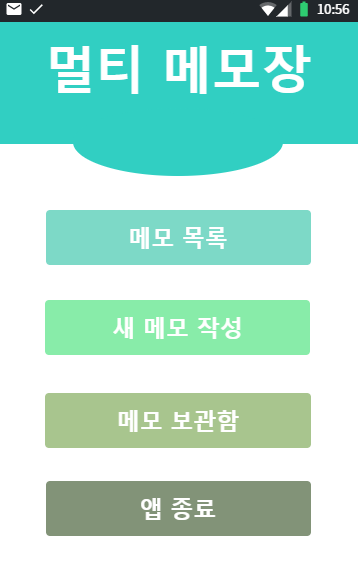 10:56
멀티 메모장
메모 목록
새 메모 작성
메모 보관함
앱 종료